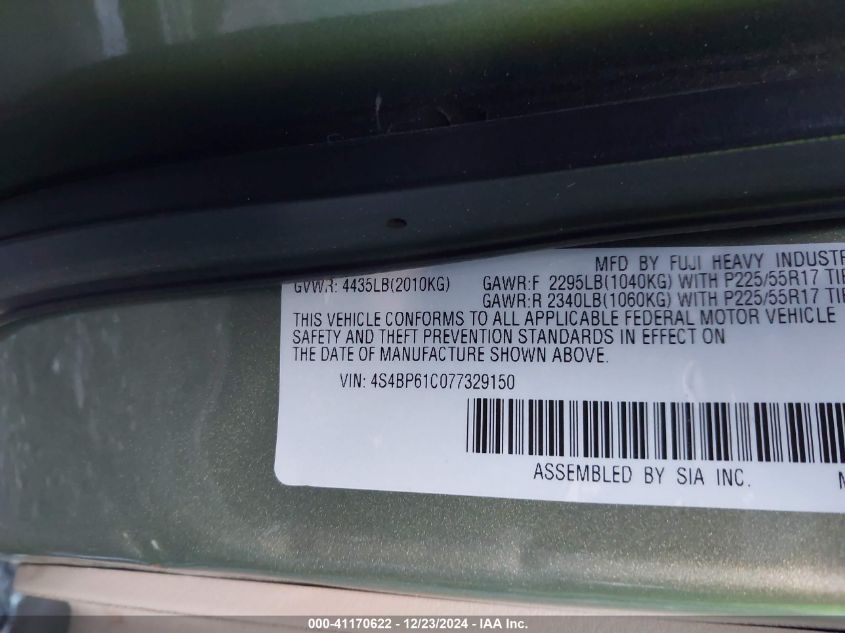 MFD BY FUJI HEAVY INDUSTR
GVWR: 4435LB(2010KG) GAWR:F 2295LB(1040KG) WITH P225/55R17 TI
GAWR:R 2340LB(1060KG) WITH P225/55R17 TI
THIS VEHICLE CONFORMS TO ALL APPLICABLE FEDERAL MOTOR VEHICLE
SAFETY AND THEFT PREVENTION STANDARDS IN EFFECT ON
THE DATE OF MANUFACTURE SHOWN ABOVE.
VIN: 4S4BP61C077329150
ASSEMBLED BY SIA INC.
000-41170622 - 12/23/2024 - IAA Inc.